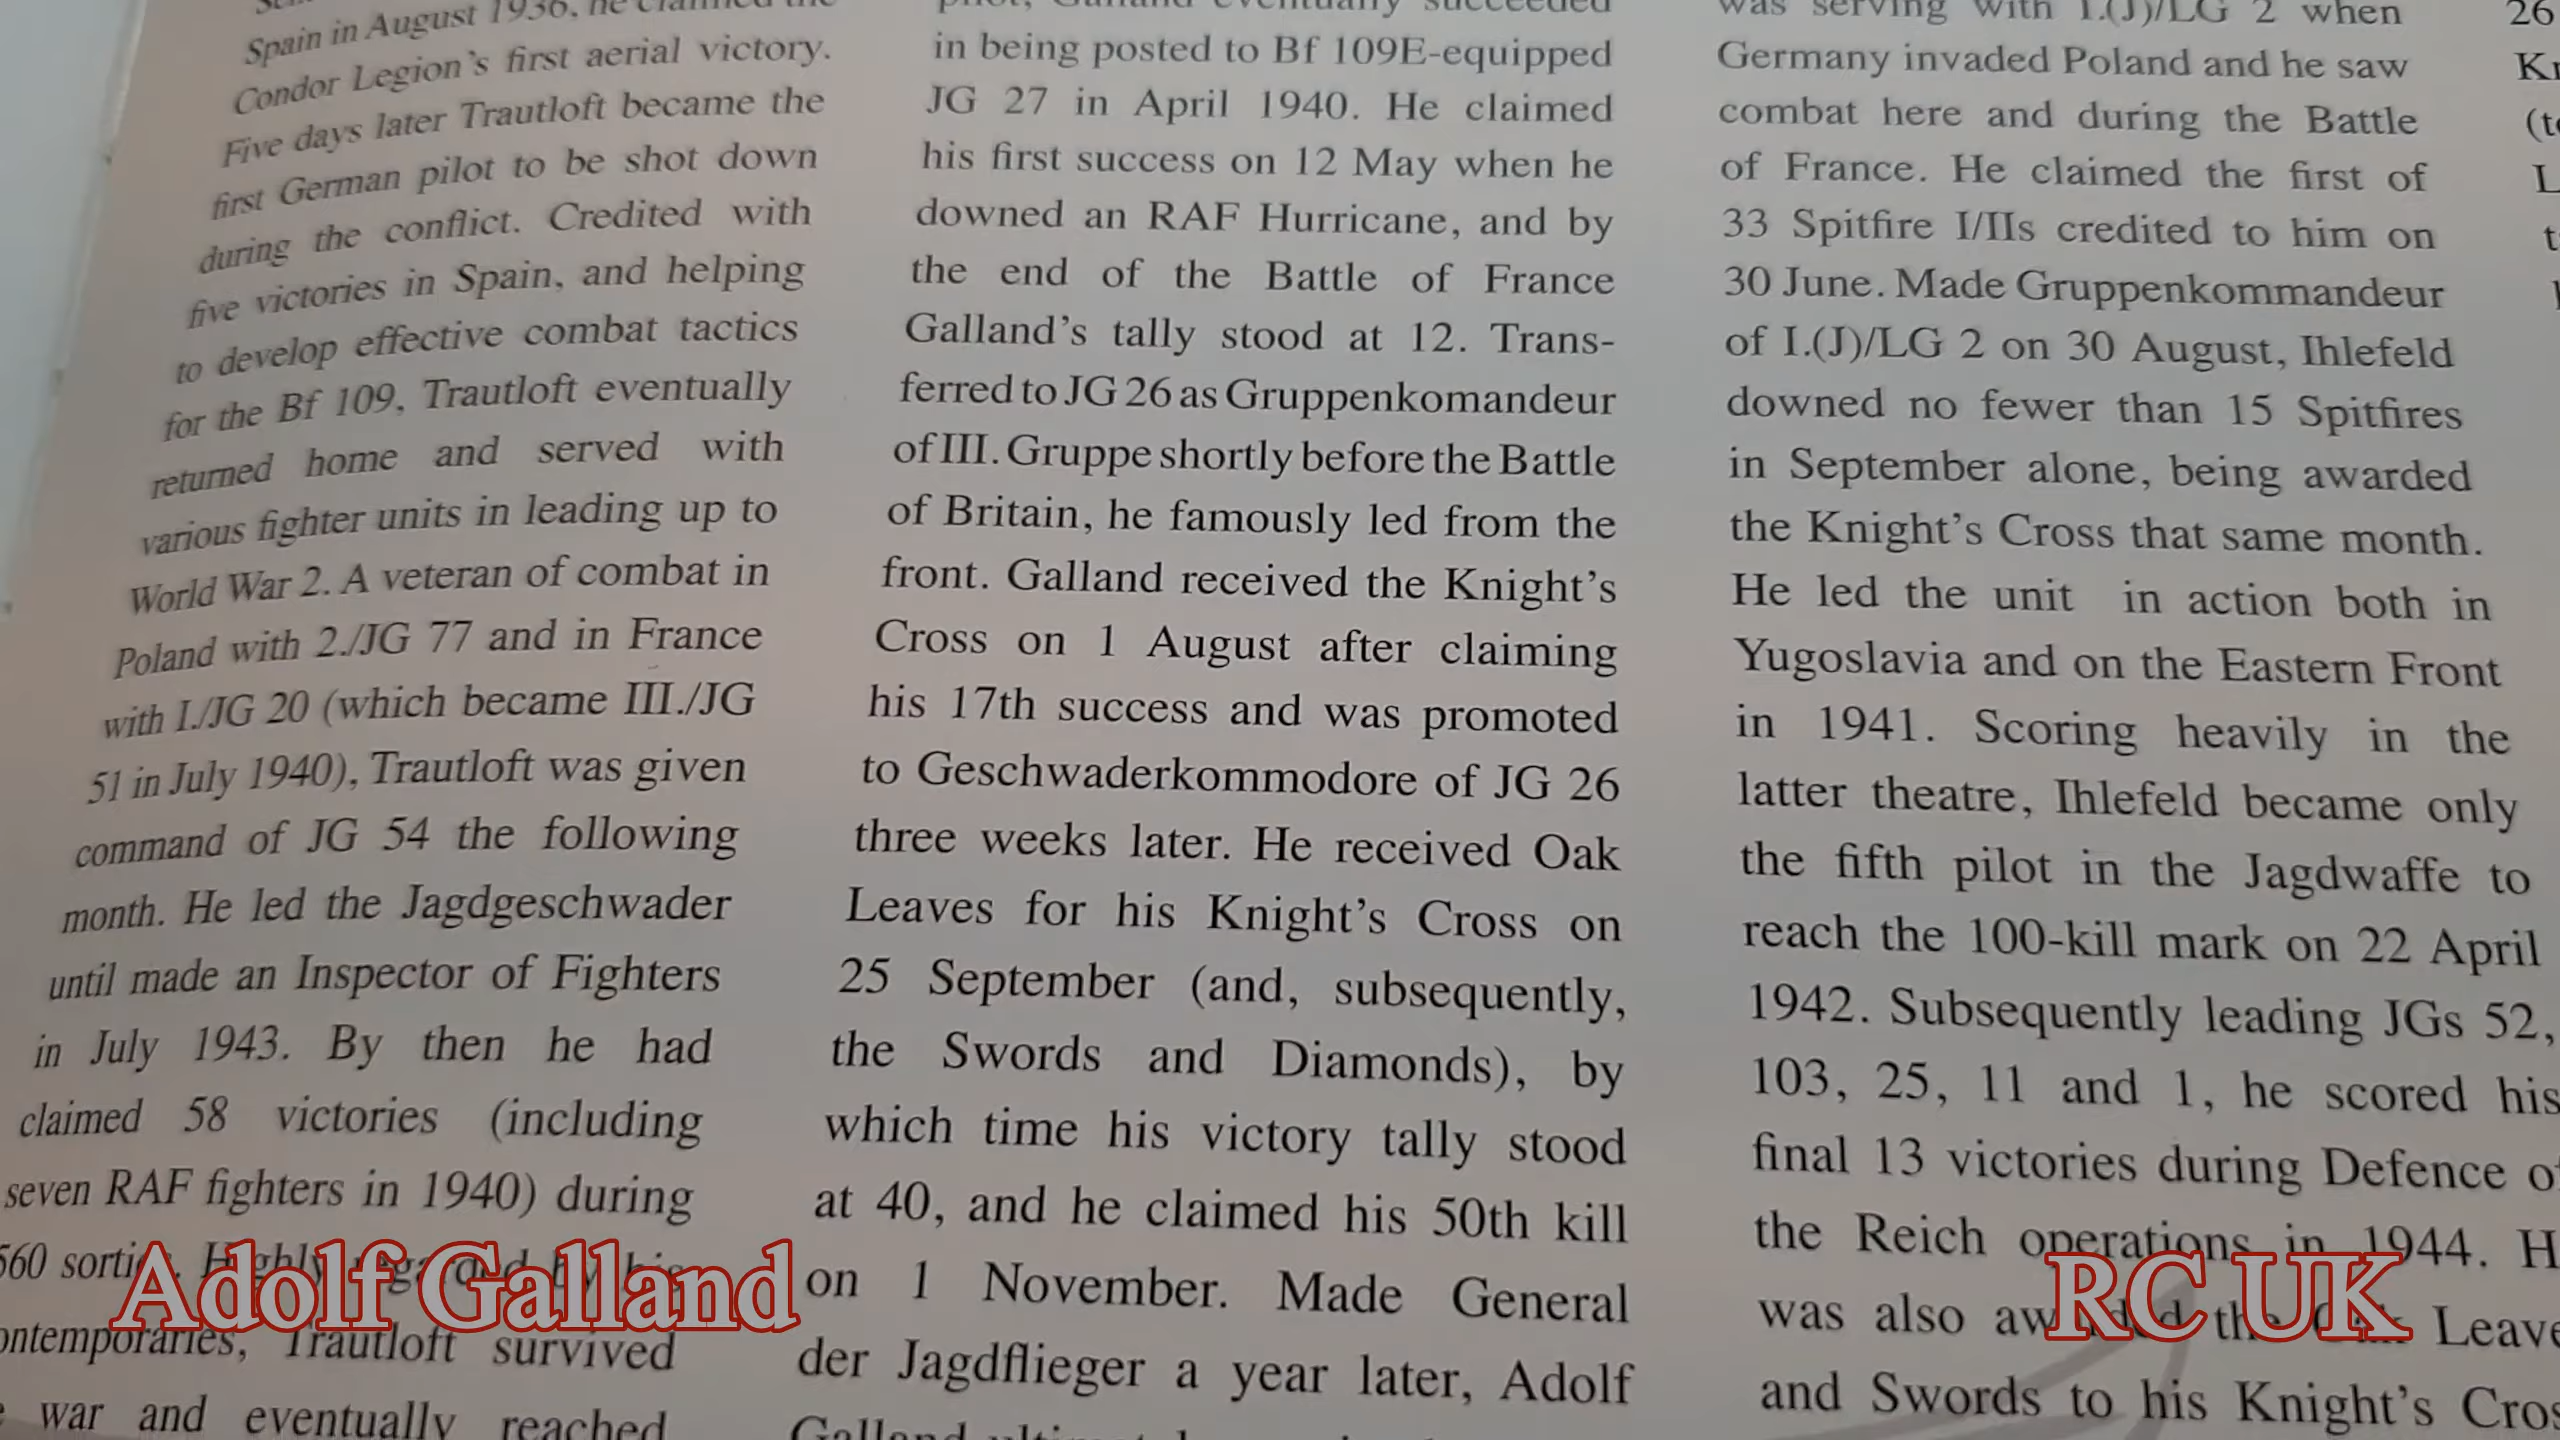 Spain in August 1936, he claimed the
Condor Legion's first aerial victory.
Five days later Trautloft became the
first German pilot to be shot down
during the conflict. Credited with
five victories in Spain, and helping
to develop effective combat tactics
for the Bf 109, Trautloft eventually
returned home and served with
various fighter units in leading up to
World War 2. A veteran of combat in
Poland with 2./JG 77 and in France
with I./JG 20 (which became III./JG
51 in July 1940), Trautloft was given
command of JG 54 the following
month. He led the Jagdgeschwader
until made an Inspector of Fighters
in July 1943. By then he had
claimed 58 victories (including
seven RAF fighters in 1940) during
560 Highly
Trautloft survived
war and eventually reached
Galland eventually succeeded
in being posted to Bf 109E-equipped
JG 27 in April 1940. He claimed
his first success on 12 May when he
downed an RAF Hurricane, and by
the end of the Battle of France
Galland's tally stood at 12. Trans-
ferred to JG 26 as Gruppenkomandeur
of III. Gruppe shortly before the Battle
of Britain, he famously led from the
front. Galland received the Knight's
Cross on 1 August after claiming
his 17th success and was promoted
to Geschwaderkommodore of JG 26
three weeks later. He received Oak
Leaves for his Knight's Cross on
25 September (and, subsequently,
the Swords and Diamonds), by
which time his victory tally stood
at 40, and he claimed his 50th kill
on 1 November. Made General
der Jagdflieger a year later, Adolf
Galland
was serving with I.(J)/LG 2 when
Germany invaded Poland and he saw
combat here and during the Battle
of France. He claimed the first of
33 Spitfire I/IIs credited to him on
30 June. Made Gruppenkommandeur
of I.(J)/LG 2 on 30 August, Ihlefeld
downed no fewer than 15 Spitfires
in September alone, being awarded
the Knight's Cross that same month.
He led the unit in action both in
Yugoslavia and on the Eastern Front
in 1941. Scoring heavily in the
latter theatre, Ihlefeld became only
the fifth pilot in the Jagdwaffe to
reach the 100-kill mark on 22 April
1942. Subsequently leading JGs 52,
103, 25, 11 and 1, he scored his
final 13 victories during Defence of
the Reich operations in 1944. H
was also the Leave
and Swords to his Knight's Cros
26
Adolf Galland
RC UK